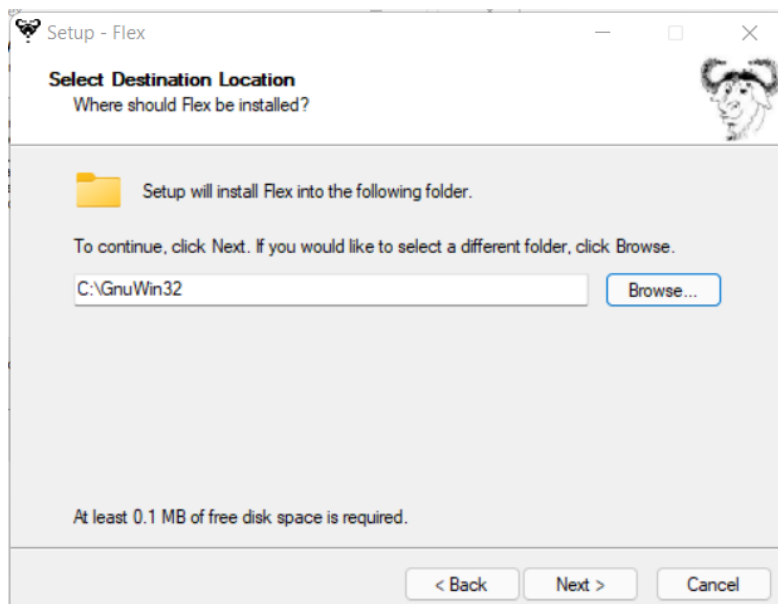 Setup - Flex
Select Destination Location
Where should Flex be installed?
Setup will install Flex into the following folder.
To continue, click Next. If you would like to select a different folder, click Browse.
C:\GnuWin32
Browse...
At least 0.1 MB of free disk space is required.
< Back
Next >
Cancel